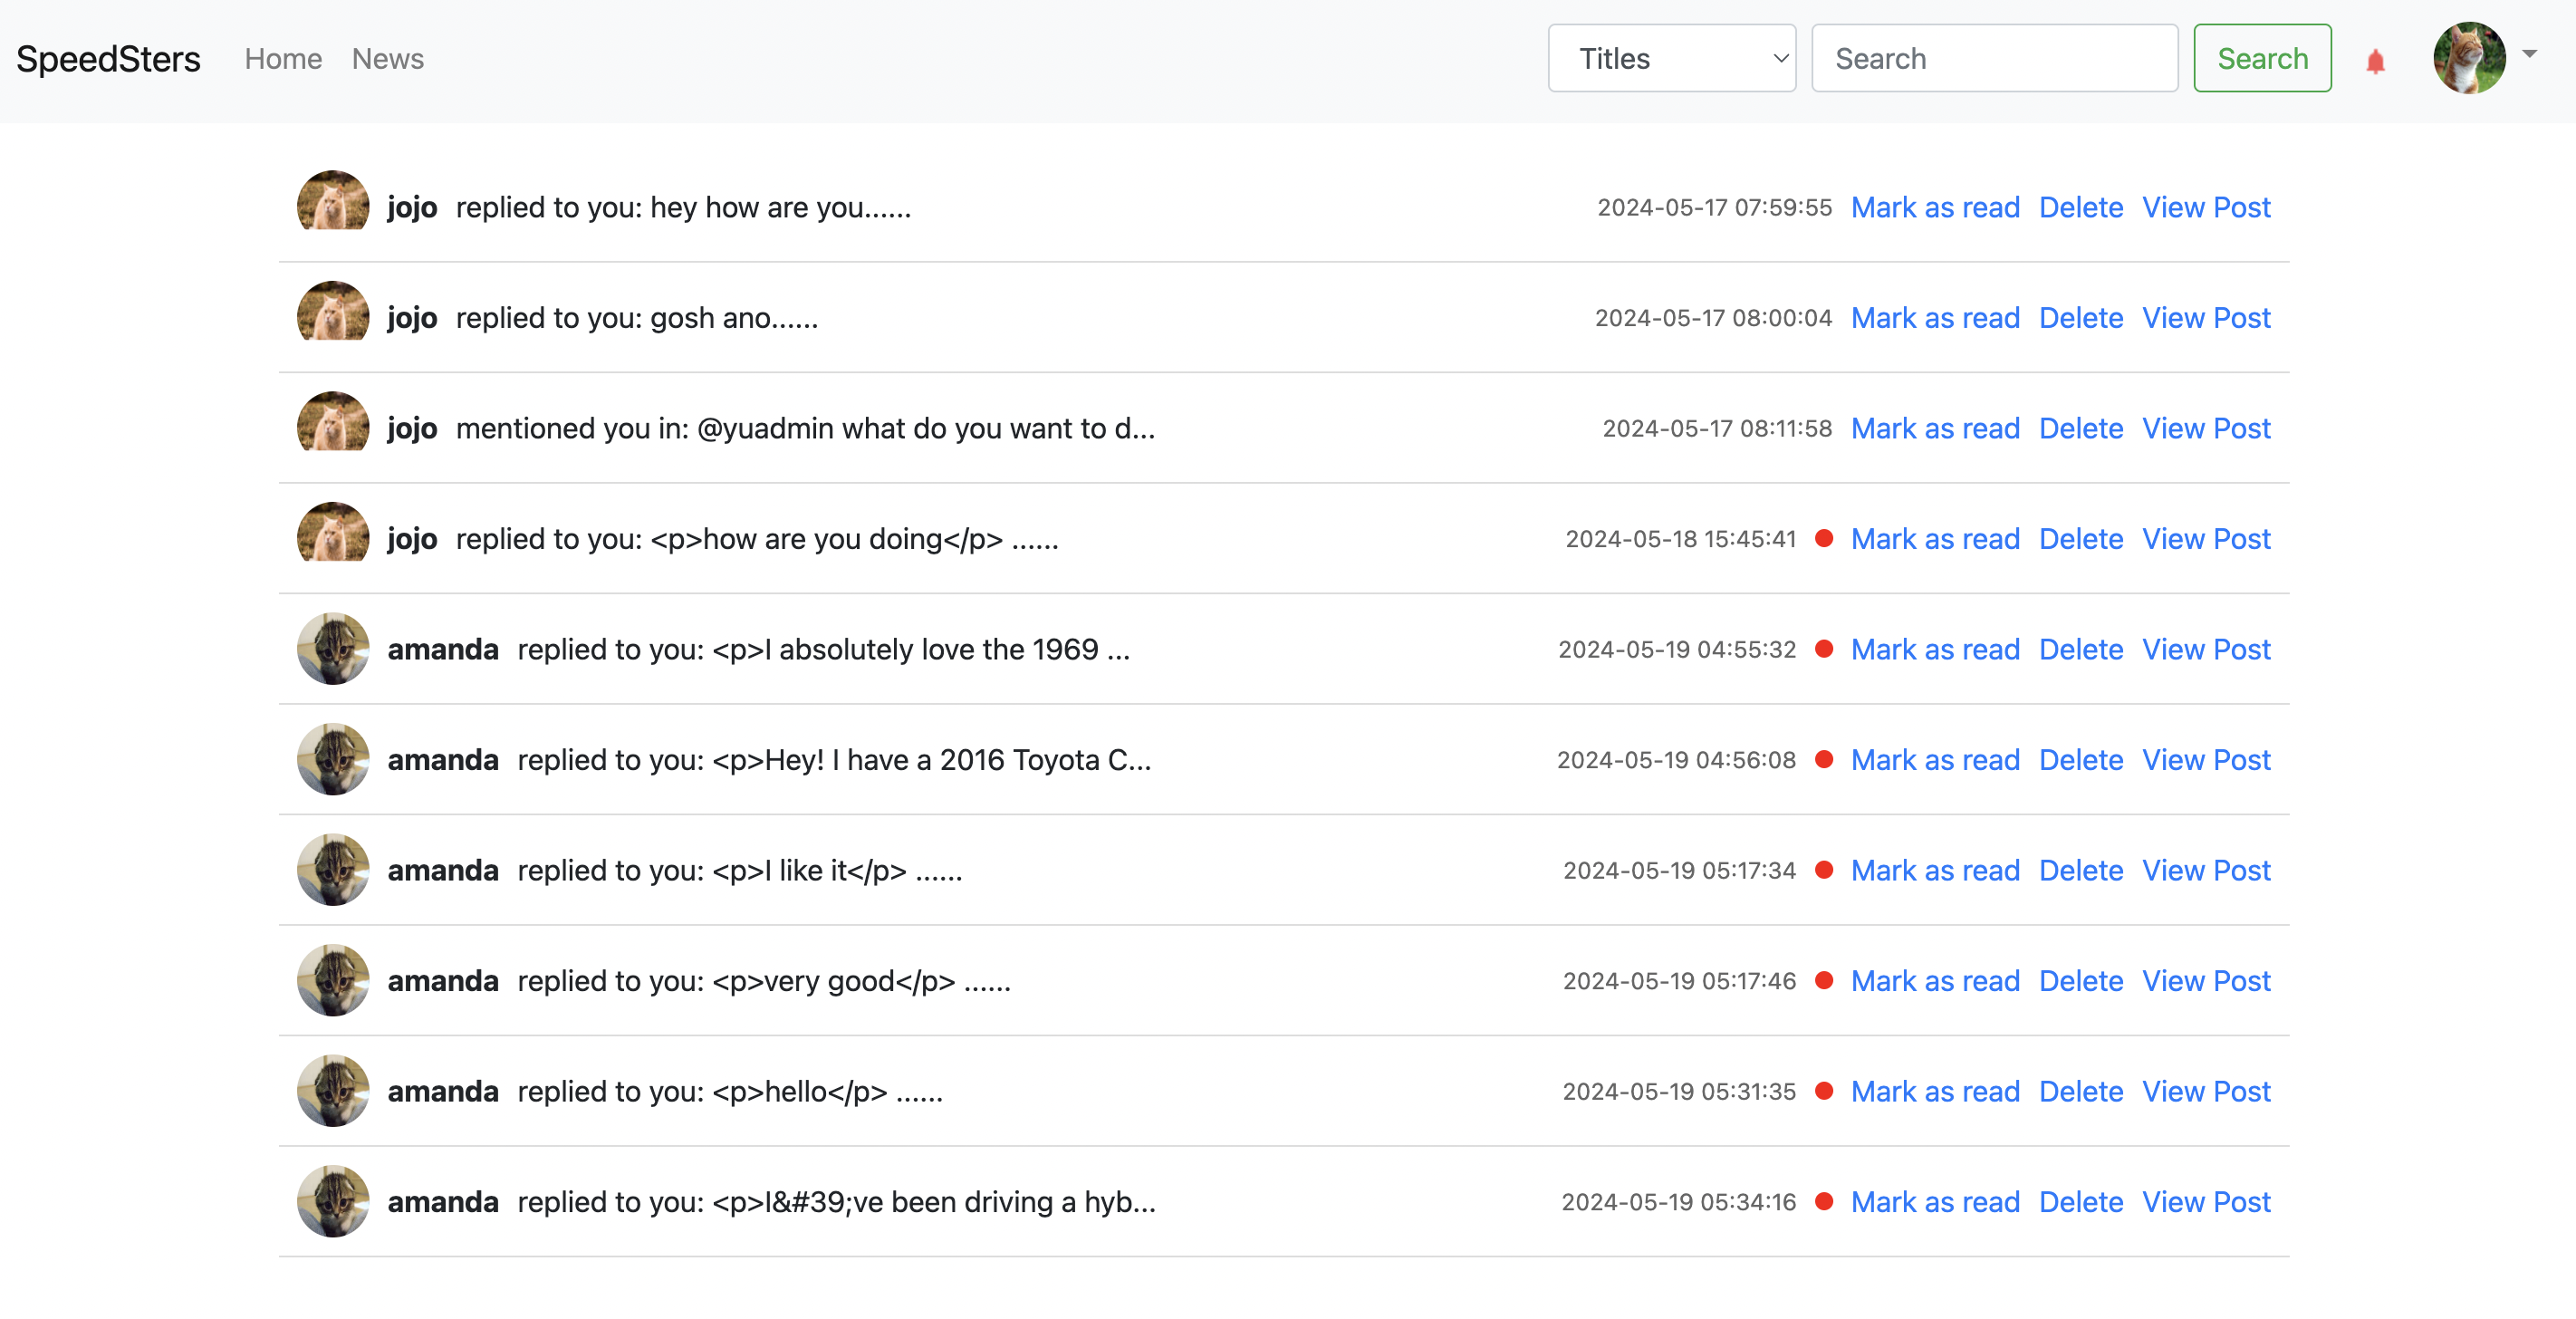 SpeedSters Home News Titles Search Search
jojo replied to you: hey how are you...... 2024-05-17 07:59:55 Mark as read Delete View Post
jojo replied to you: gosh ano...... 2024-05-17 08:00:04 Mark as read Delete View Post
jojo mentioned you in: @yuadmin what do you want to d... 2024-05-17 08:11:58 Mark as read Delete View Post
jojo replied to you: <p>how are you doing</p> ...... 2024-05-18 15:45:41 Mark as read Delete View Post
amanda replied to you: <p>I absolutely love the 1969 ... 2024-05-19 04:55:32 Mark as read Delete View Post
amanda replied to you: <p>Hey! I have a 2016 Toyota C... 2024-05-19 04:56:08 Mark as read Delete View Post
amanda replied to you: <p>I like it</p> ...... 2024-05-19 05:17:34 Mark as read Delete View Post
amanda replied to you: <p>very good</p> ...... 2024-05-19 05:17:46 Mark as read Delete View Post
amanda replied to you: <p>hello</p> ...... 2024-05-19 05:31:35 Mark as read Delete View Post
amanda replied to you: <p>I&#39;ve been driving a hyb... 2024-05-19 05:34:16 Mark as read Delete View Post